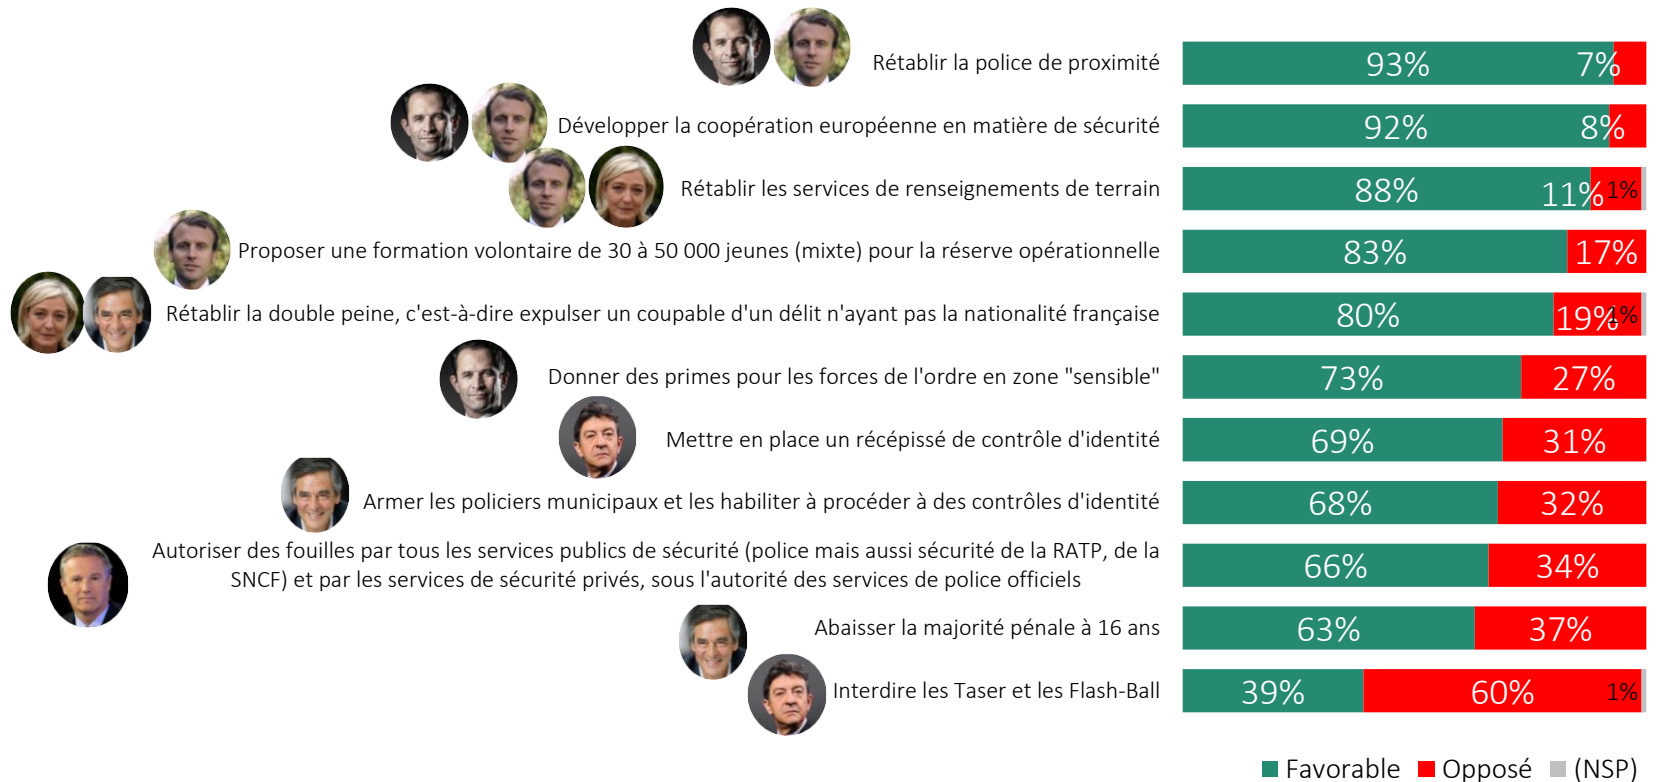 Rétablir la police de proximité 93% 7%
Développer la coopération européenne en matière de sécurité 92% 8%
Rétablir les services de renseignements de terrain 88% 11% 1%
Proposer une formation volontaire de 30 à 50 000 jeunes (mixte) pour la réserve opérationnelle 83% 17%
Rétablir la double peine, c'est-à-dire expulser un coupable d'un délit n'ayant pas la nationalité française 80% 19% 1%
Donner des primes pour les forces de l'ordre en zone "sensible" 73% 27%
Mettre en place un récépissé de contrôle d'identité 69% 31%
Armer les policiers municipaux et les habiliter à procéder à des contrôles d'identité 68% 32%
Autoriser des fouilles par tous les services publics de sécurité (police mais aussi sécurité de la RATP, de la
SNCF) et par les services de sécurité privés, sous l'autorité des services de police officiels 66% 34%
Abaisser la majorité pénale à 16 ans 63% 37%
Interdire les Taser et les Flash-Ball 39% 60% 1%
Favorable Opposé (NSP)